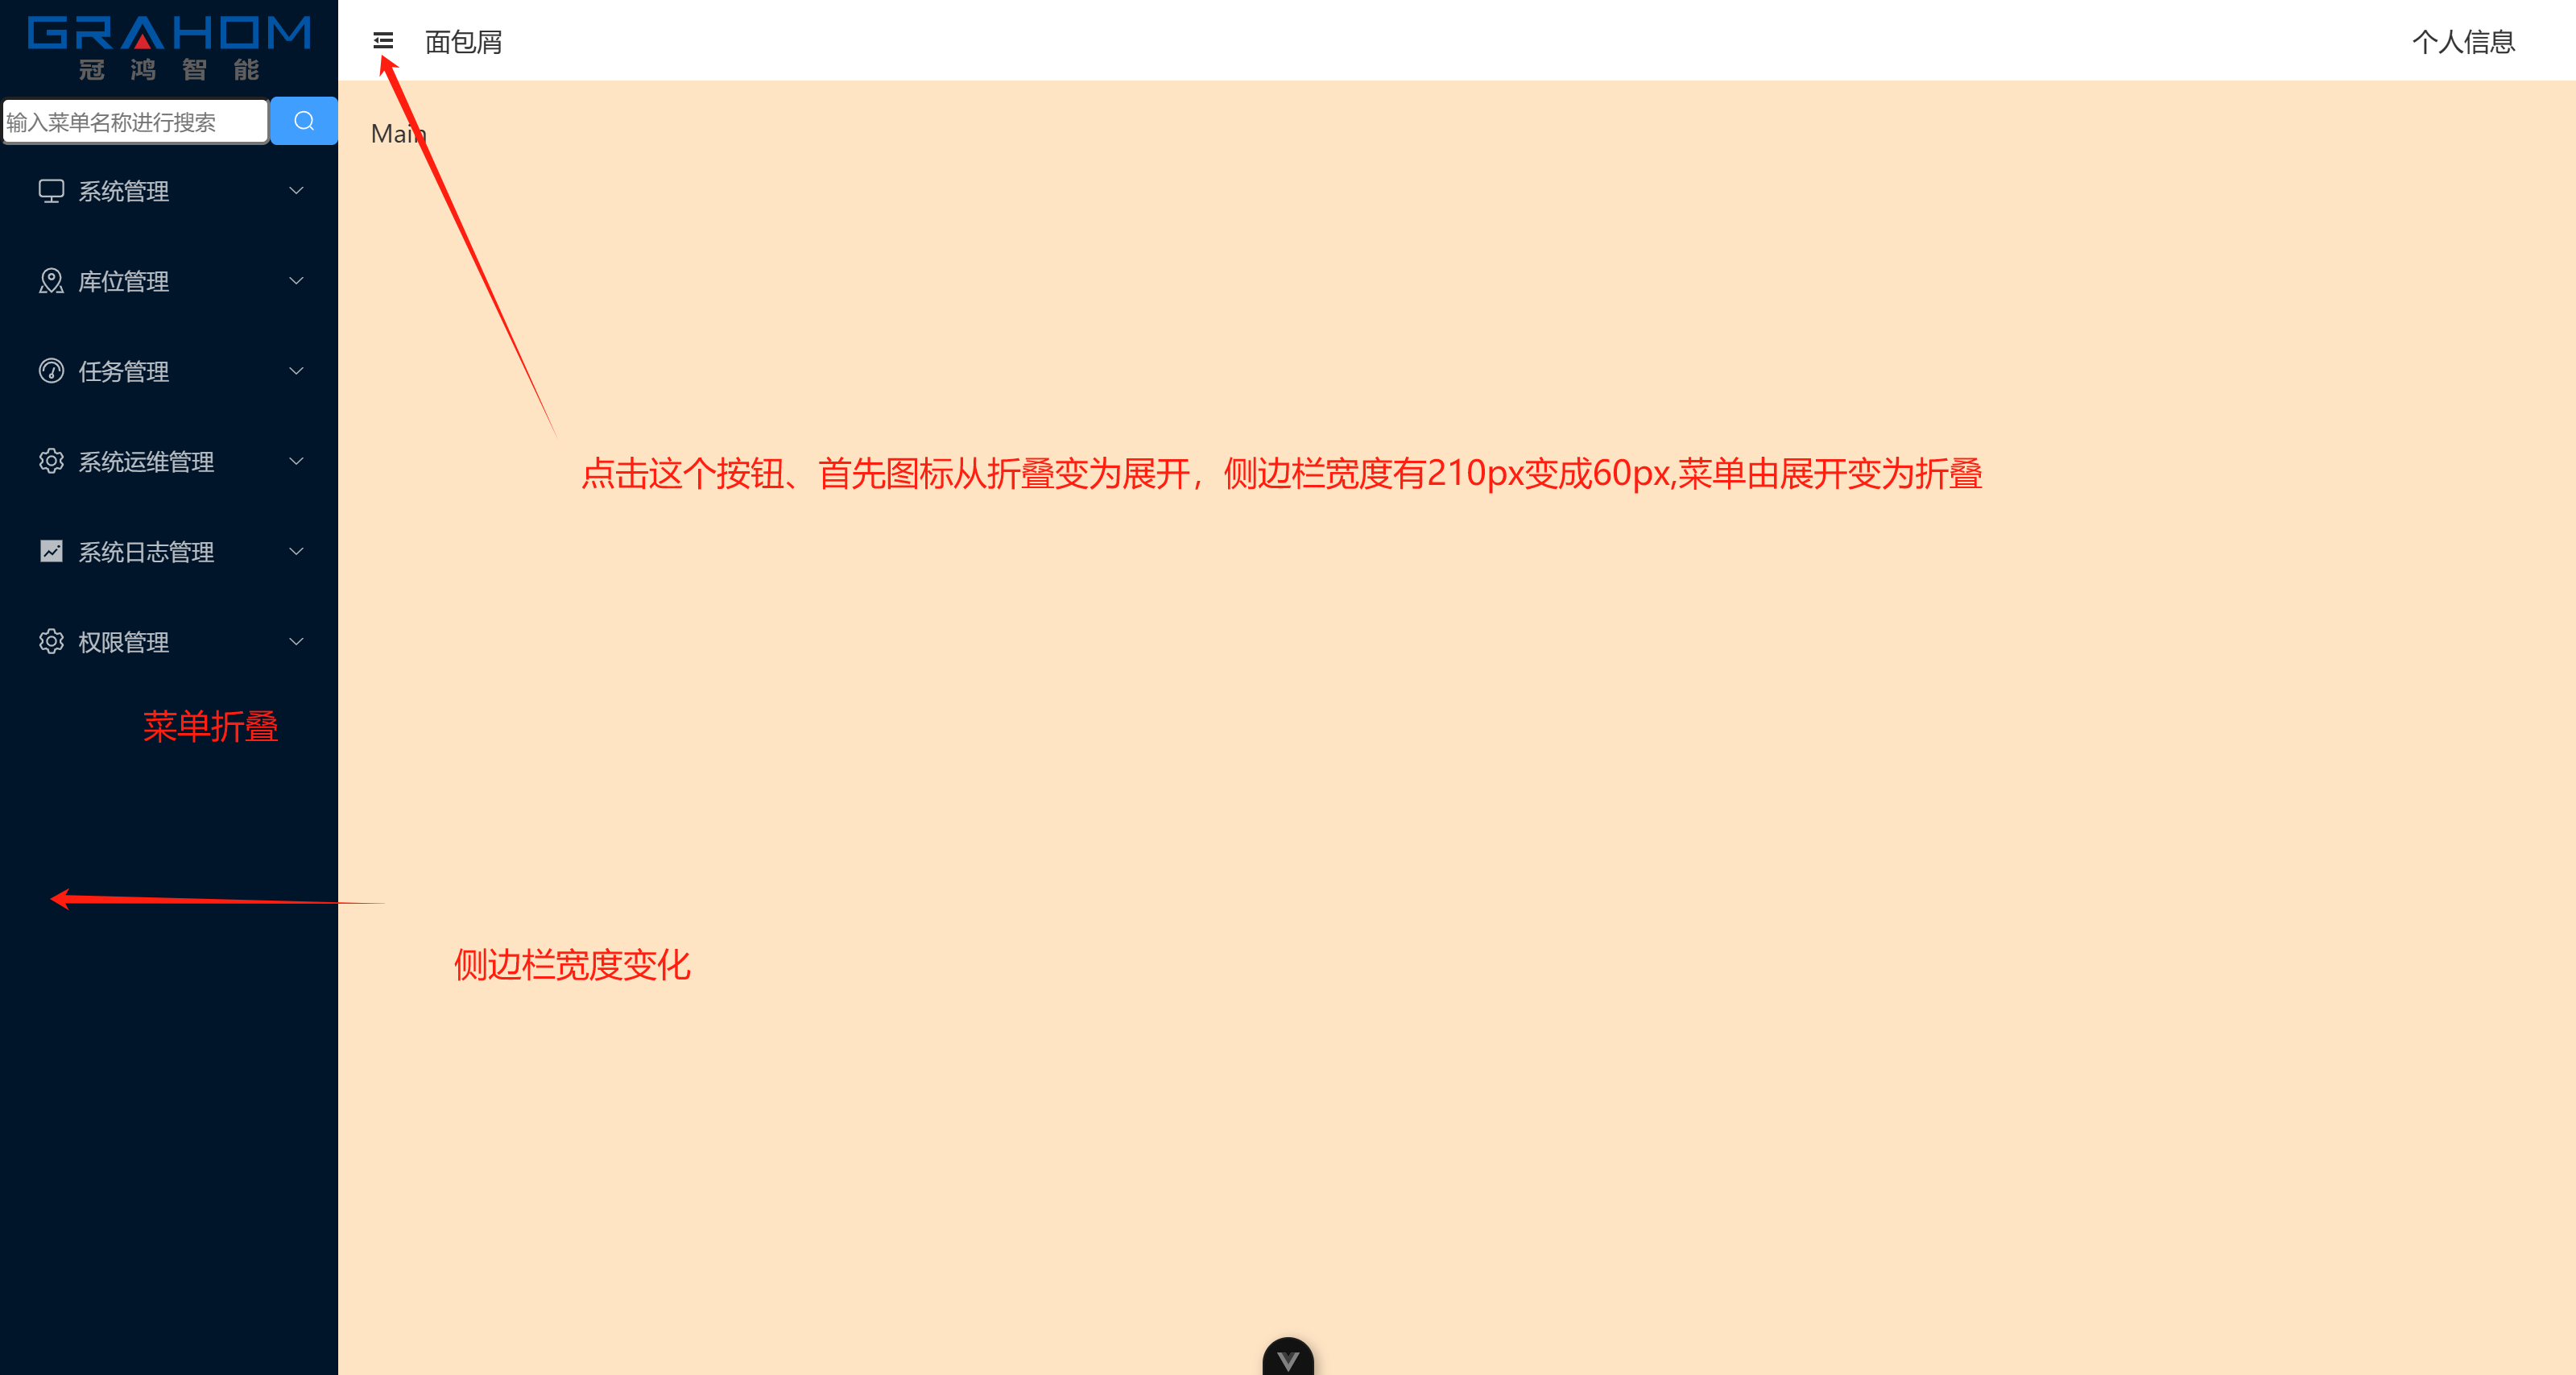 GRAHOM
冠鸿智能
面包屑
个人信息
输入菜单名称进行搜索
Main
系统管理
库位管理
任务管理
系统运维管理
点击这个按钮、首先图标从折叠变为展开，侧边栏宽度有210px变成60px,菜单由展开变为折叠
系统日志管理
权限管理
菜单折叠
侧边栏宽度变化